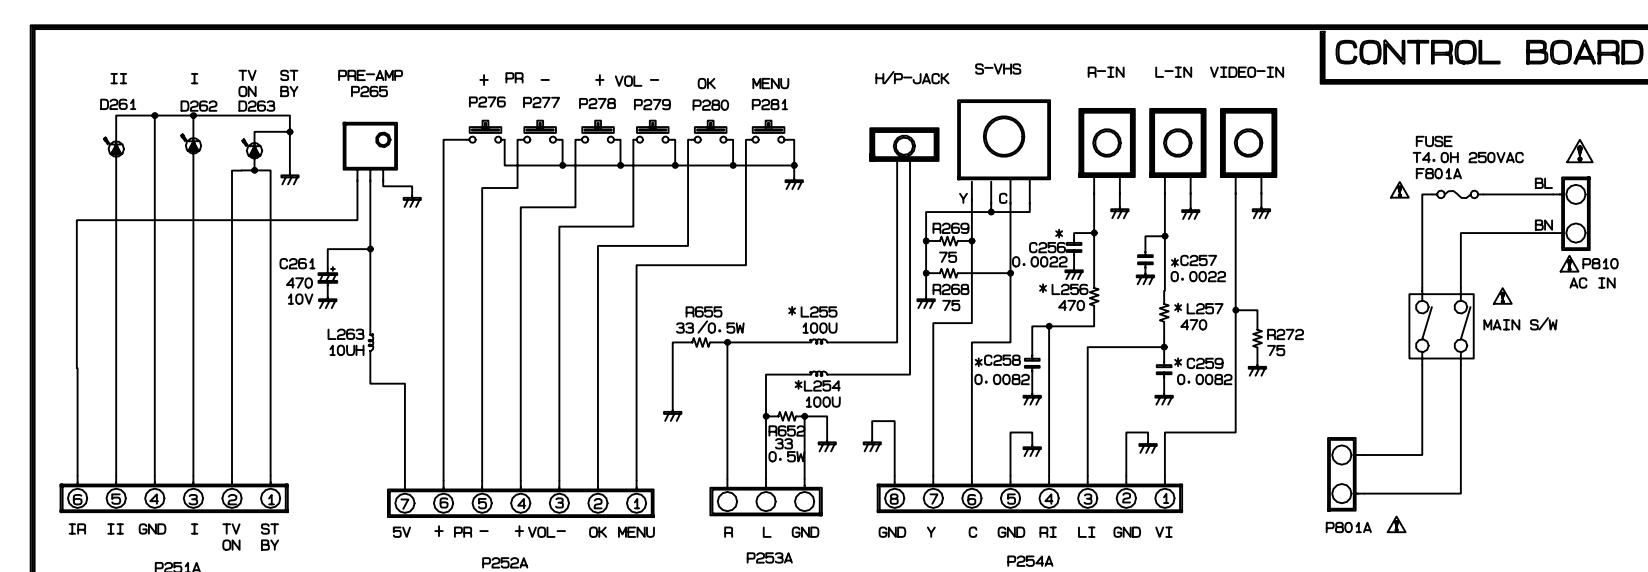 CONTROL BOARD
II
D261
I
D262
TV
ON
D263
ST
BY
PRE-AMP
P265
+ PR -
P276 P277
+ VOL -
P278 P279
OK
P280
MENU
P281
H/P-JACK
S-VHS
R-IN
L-IN
VIDEO-IN
FUSE
T4.0H 250VAC
F801A
BL
BN
P810
AC IN
MAIN S/W
Y
C
R269
75
R268
75
*
C256
0.0022
*L256
470
*C257
0.0022
*L257
470
R272
75
C261
+
470
10V
L263
10UH
R655
33/0.5W
*L255
100U
*L254
100U
R652
33
0.5W
*C258
0.0082
*C259
0.0082
6 5 4 3 2 1
IR II GND I TV
ON
ST
BY
P251A
7 6 5 4 3 2 1
5V + PR - + VOL- OK MENU
P252A
R L GND
P253A
8 7 6 5 4 3 2 1
GND Y C GND RI LI GND VI
P254A
P801A